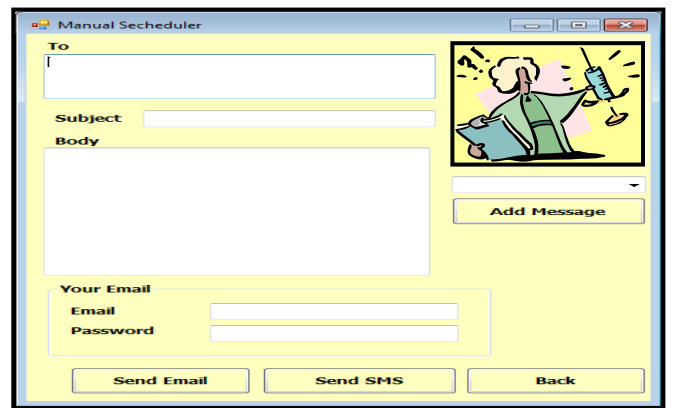 Manual Secheduler
To
Subject
Body
Add Message
Your Email
Email
Password
Send Email
Send SMS
Back